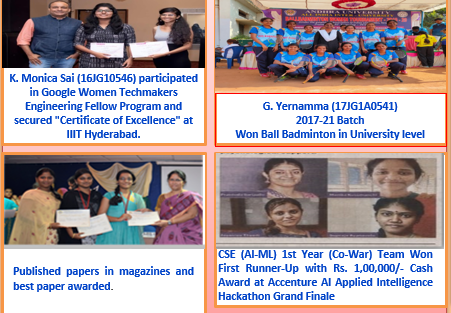 K. Monica Sai (16JG10546) participated
in Google Women Techmakers
Engineering Fellow Program and
secured "Certificate of Excellence" at
IIIT Hyderabad.
ANDHRA UNIVERSITY
G. Yernamma (17JG1A0541)
2017-21 Batch
Won Ball Badminton in University level
Published papers in magazines and
best paper awarded.
CSE (AI-ML) 1st Year (Co-War) Team Won
First Runner-Up with Rs. 1,00,000/- Cash
Award at Accenture AI Applied Intelligence
Hackathon Grand Finale